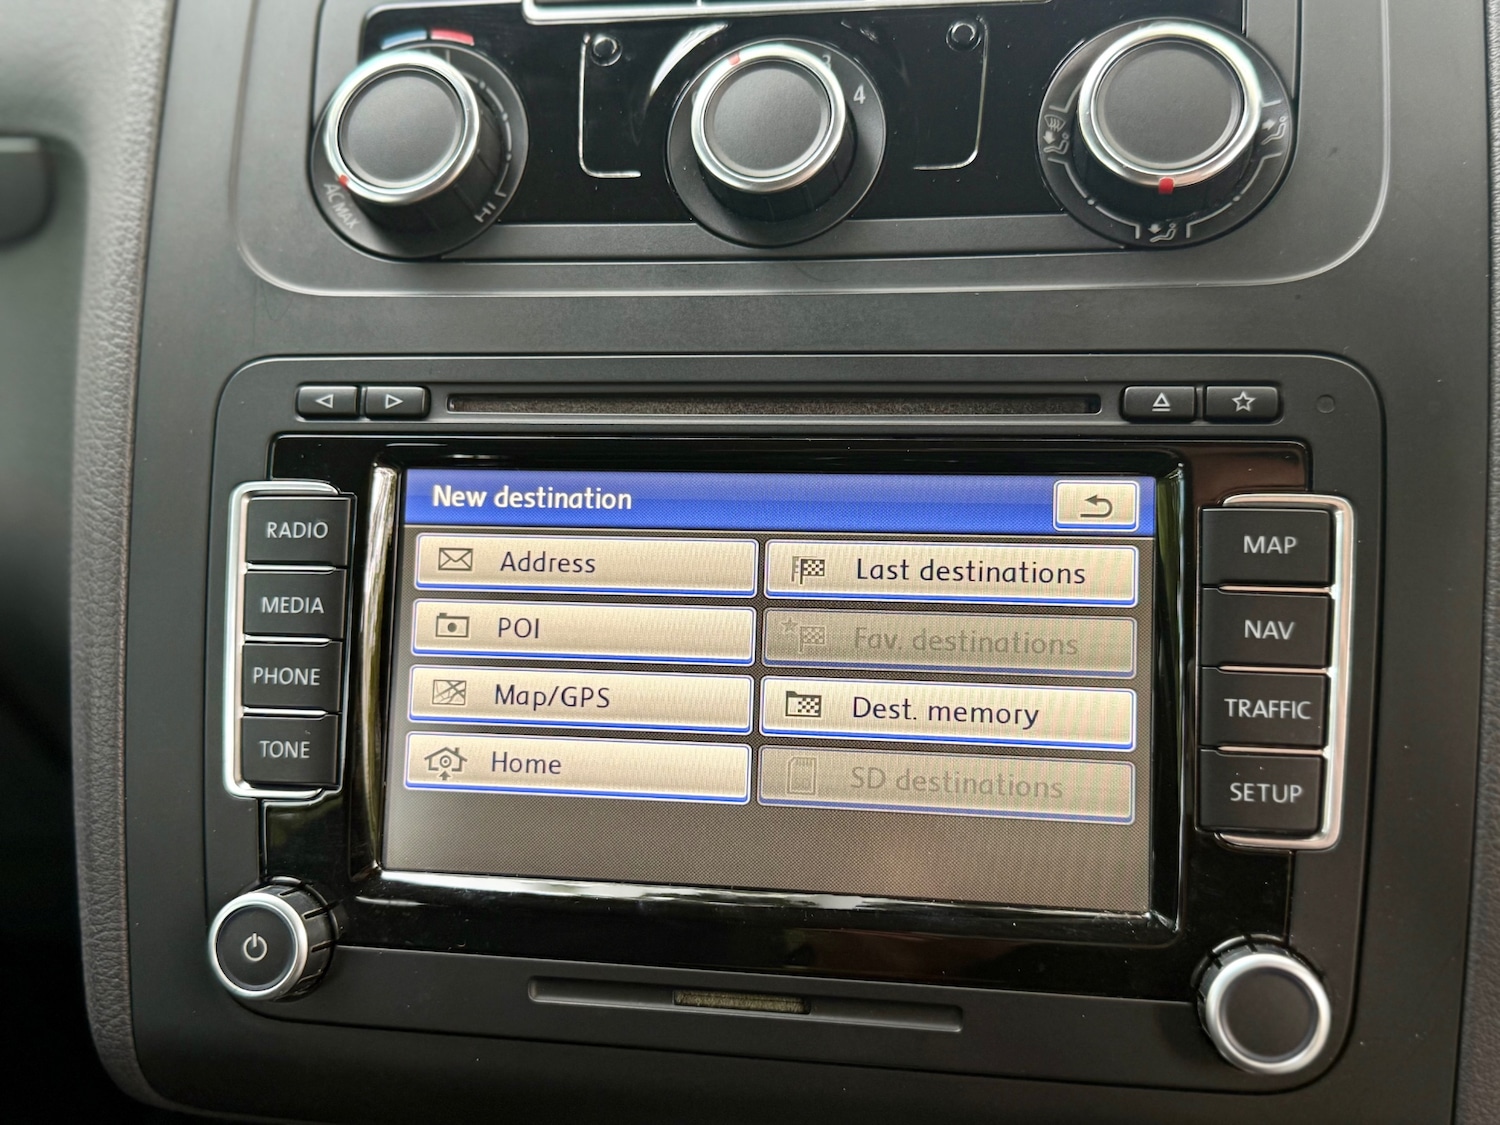 3
4
AC MAX
HI
New destination
RADIO
Address
Last destinations
MAP
MEDIA
POI
Fav. destinations
NAV
PHONE
Map/GPS
Dest. memory
TRAFFIC
TONE
Home
SD destinations
SETUP